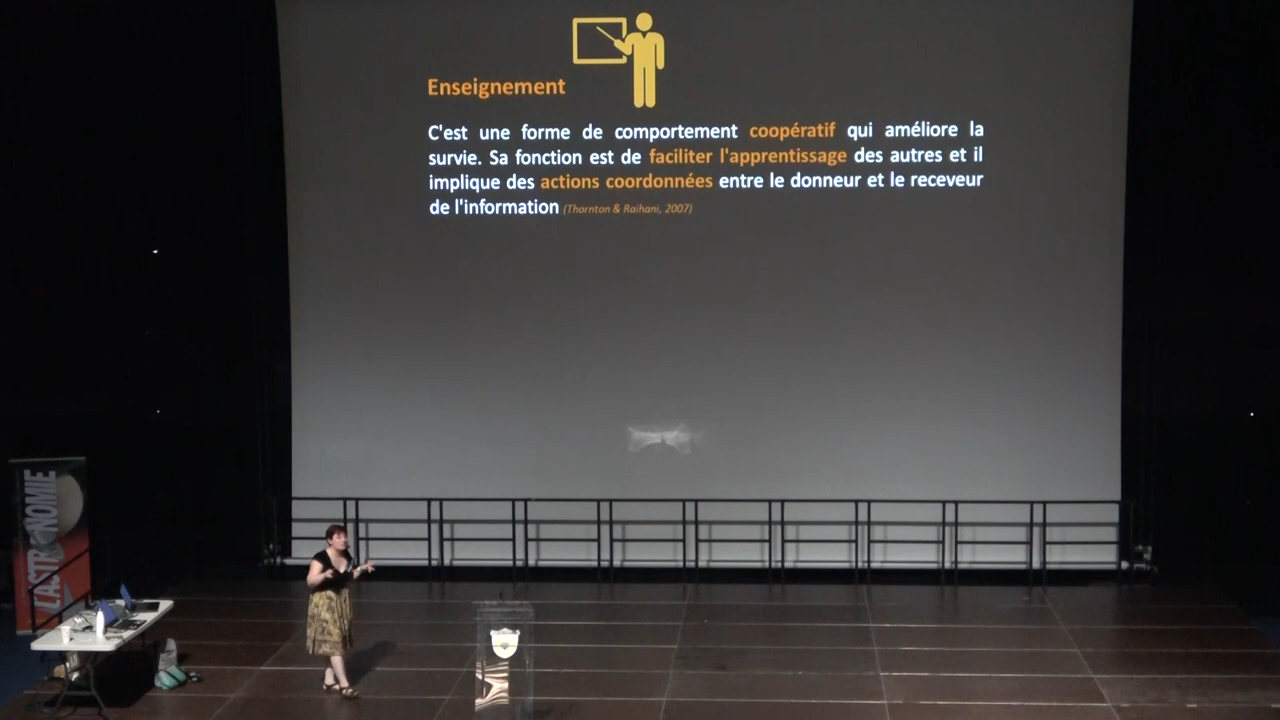 Enseignement
C'est une forme de comportement coopératif qui améliore la
survie. Sa fonction est de faciliter l'apprentissage des autres et il
implique des actions coordonnées entre le donneur et le receveur
de l'information (Thornton & Raihani, 2007)
L'ASTRONOMIE